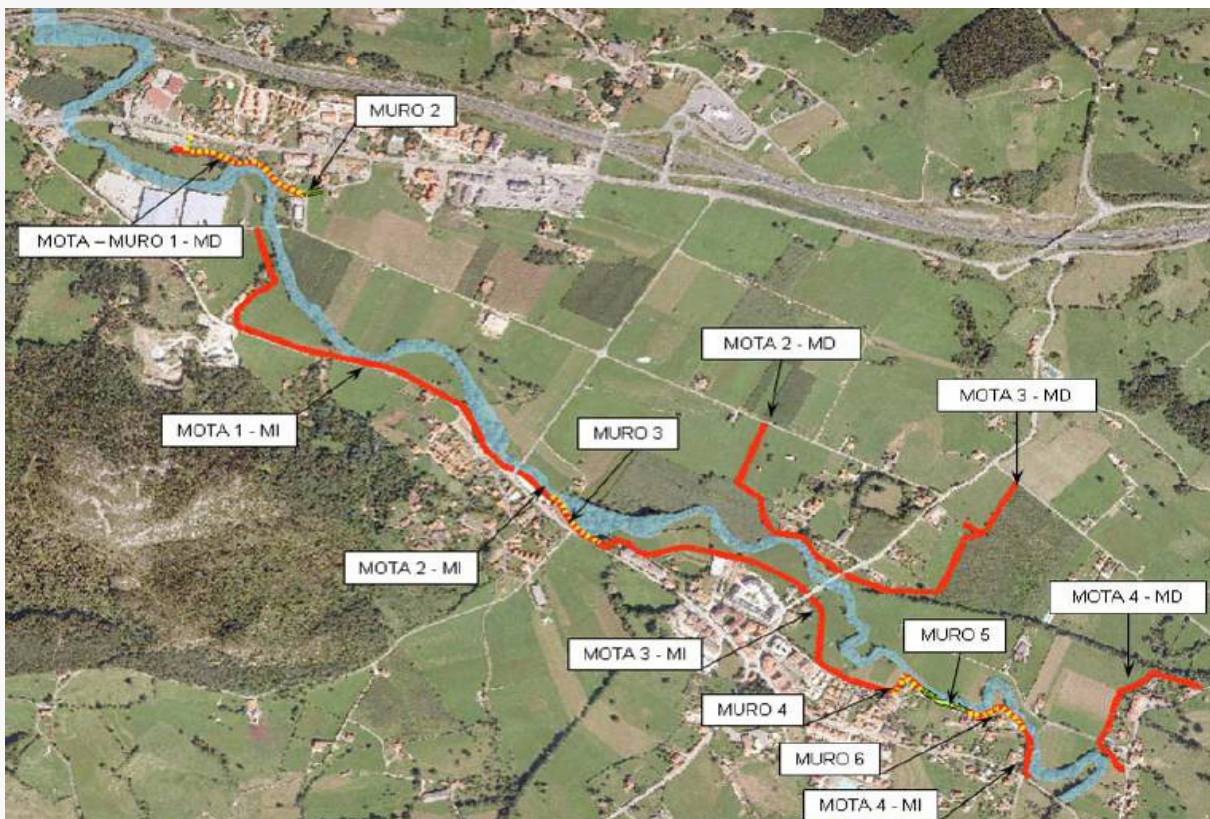 MURO 2
MOTA – MURO 1 - MD
MOTA 2 - MD
MOTA 3 - MD
MOTA 1 - MI
MURO 3
MOTA 2 - MI
MOTA 4 - MD
MURO 5
MOTA 3 - MI
MURO 4
MURO 6
MOTA 4 - MI